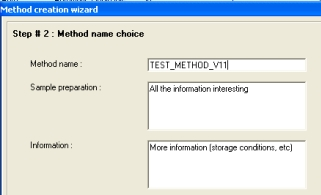 Method creation wizard
Step # 2 : Method name choice
Method name :
TEST_METHOD_V11
Sample preparation :
All the information interesting
Information :
More information (storage conditions, etc)